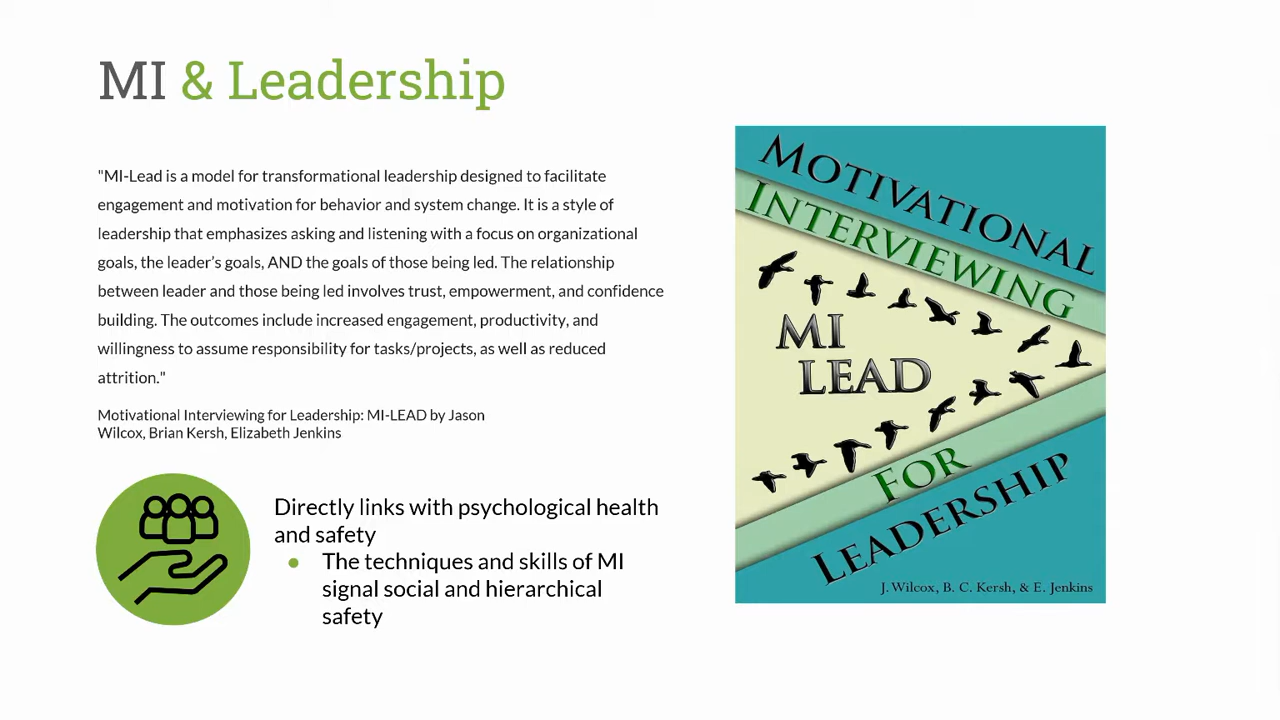 MI & Leadership
"MI-Lead is a model for transformational leadership designed to facilitate
engagement and motivation for behavior and system change. It is a style of
leadership that emphasizes asking and listening with a focus on organizational
goals, the leader's goals, AND the goals of those being led. The relationship
between leader and those being led involves trust, empowerment, and confidence
building. The outcomes include increased engagement, productivity, and
willingness to assume responsibility for tasks/projects, as well as reduced
attrition."
Motivational Interviewing for Leadership: MI-LEAD by Jason
Wilcox, Brian Kersh, Elizabeth Jenkins
Directly links with psychological health
and safety
● The techniques and skills of MI
signal social and hierarchical
safety
MOTIVATIONAL
INTERVIEWING
MI
LEAD
FOR
LEADERSHIP
J. Wilcox, B. C. Kersh, & E. Jenkins